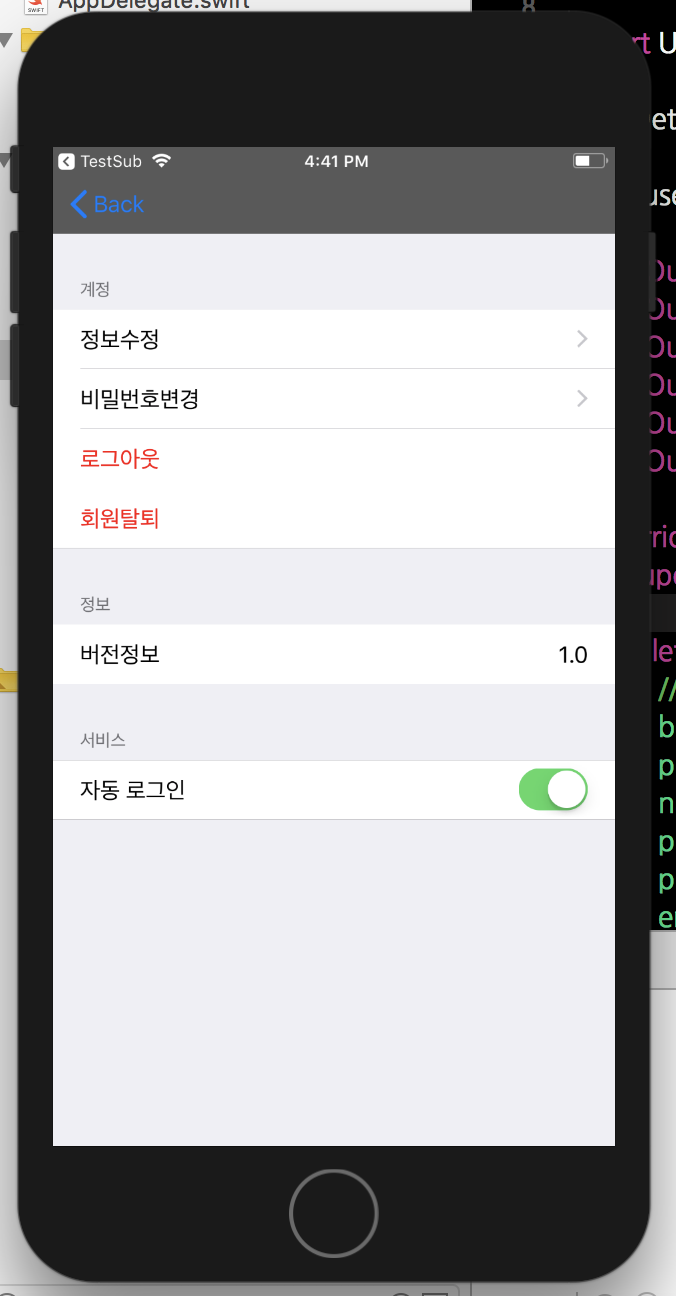 AppDelegate.swift
8
TestSub
4:41 PM
Back
계정
정보수정
비밀번호변경
로그아웃
회원탈퇴
정보
버전정보 1.0
서비스
자동 로그인